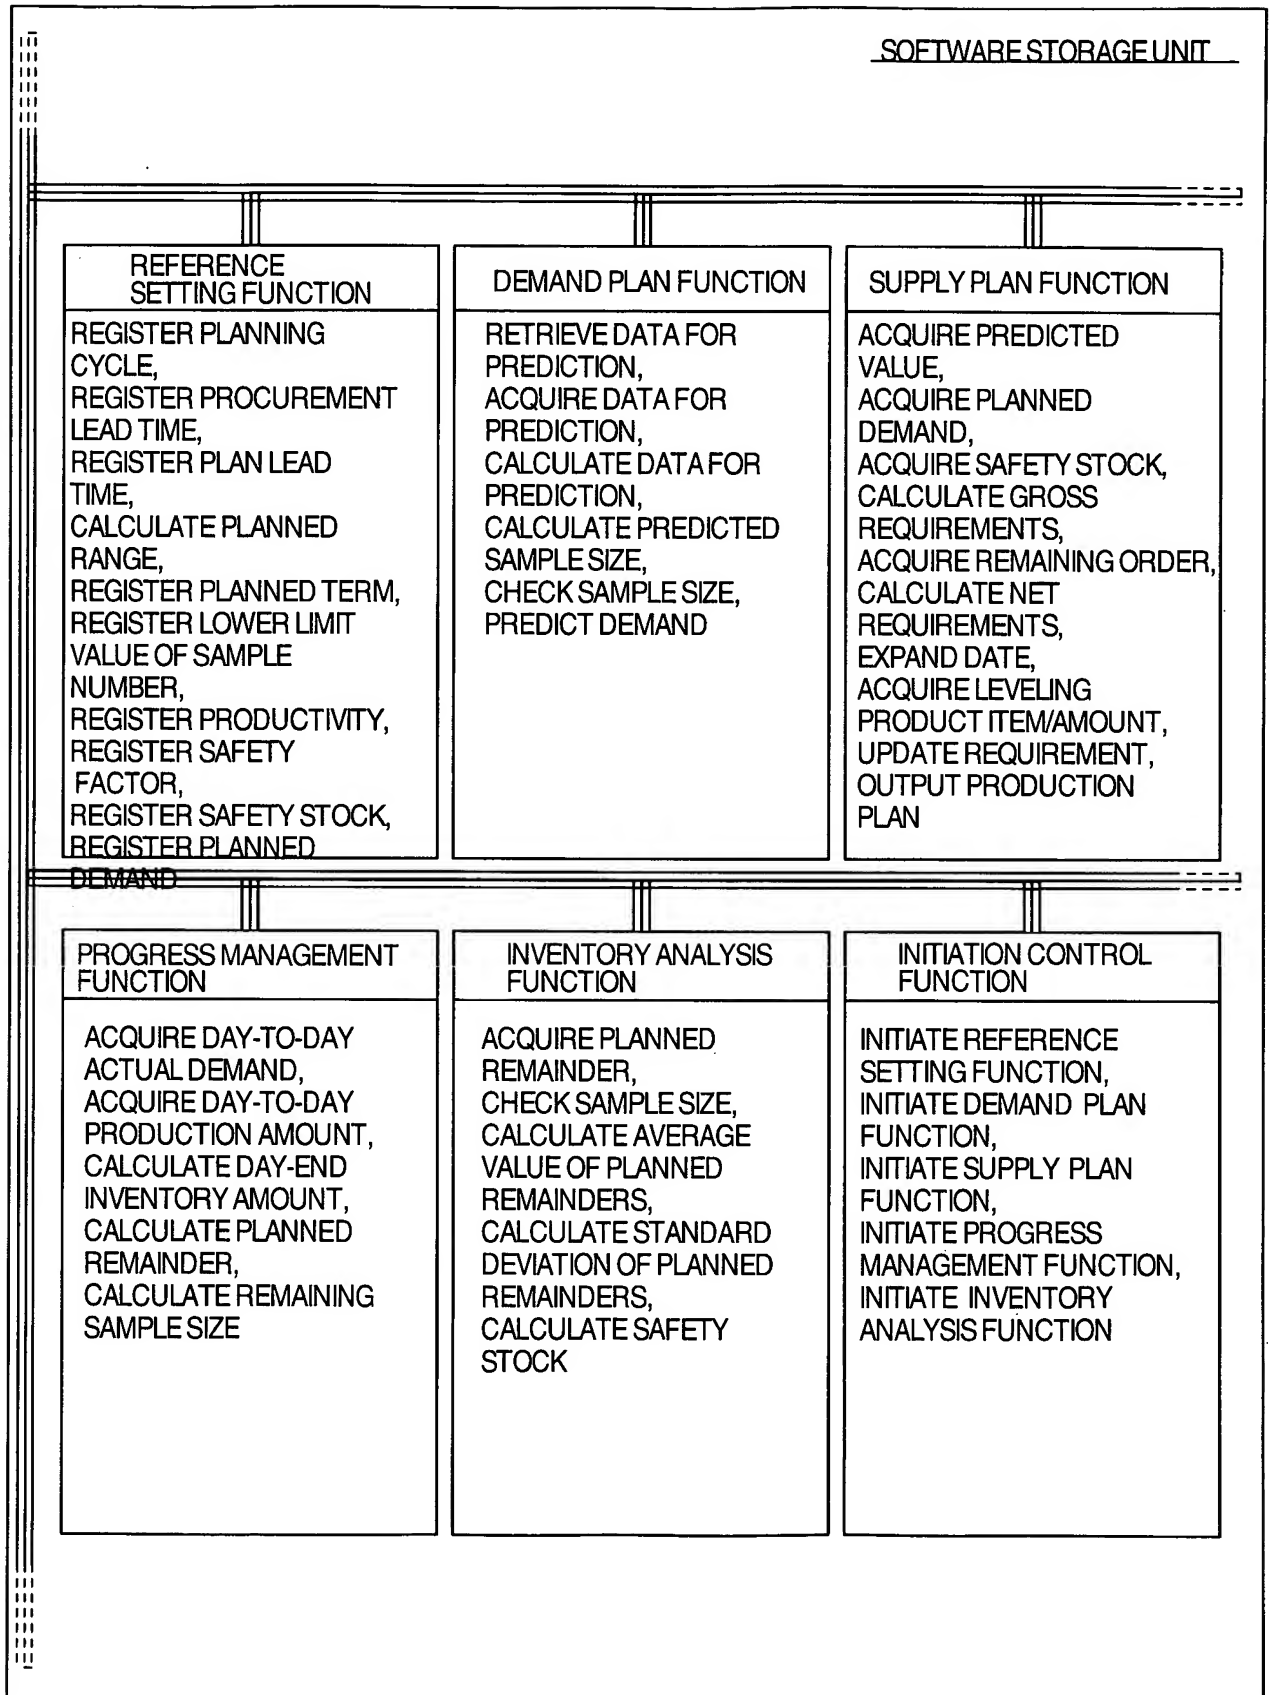 SOFTWARE STORAGE UNIT
REFERENCE
SETTING FUNCTION
REGISTER PLANNING
CYCLE,
REGISTER PROCUREMENT
LEAD TIME,
REGISTER PLAN LEAD
TIME,
CALCULATE PLANNED
RANGE,
REGISTER PLANNED TERM,
REGISTER LOWER LIMIT
VALUE OF SAMPLE
NUMBER,
REGISTER PRODUCTIVITY,
REGISTER SAFETY
FACTOR,
REGISTER SAFETY STOCK,
REGISTER PLANNED
DEMAND
DEMAND PLAN FUNCTION
RETRIEVE DATA FOR
PREDICTION,
ACQUIRE DATA FOR
PREDICTION,
CALCULATE DATA FOR
PREDICTION,
CALCULATE PREDICTED
SAMPLE SIZE,
CHECK SAMPLE SIZE,
PREDICT DEMAND
SUPPLY PLAN FUNCTION
ACQUIRE PREDICTED
VALUE,
ACQUIRE PLANNED
DEMAND,
ACQUIRE SAFETY STOCK,
CALCULATE GROSS
REQUIREMENTS,
ACQUIRE REMAINING ORDER,
CALCULATE NET
REQUIREMENTS,
EXPAND DATE,
ACQUIRE LEVELING
PRODUCT ITEM/AMOUNT,
UPDATE REQUIREMENT,
OUTPUT PRODUCTION
PLAN
PROGRESS MANAGEMENT
FUNCTION
ACQUIRE DAY-TO-DAY
ACTUAL DEMAND,
ACQUIRE DAY-TO-DAY
PRODUCTION AMOUNT,
CALCULATE DAY-END
INVENTORY AMOUNT,
CALCULATE PLANNED
REMAINDER,
CALCULATE REMAINING
SAMPLE SIZE
INVENTORY ANALYSIS
FUNCTION
ACQUIRE PLANNED
REMAINDER,
CHECK SAMPLE SIZE,
CALCULATE AVERAGE
VALUE OF PLANNED
REMAINDERS,
CALCULATE STANDARD
DEVIATION OF PLANNED
REMAINDERS,
CALCULATE SAFETY
STOCK
INITIATION CONTROL
FUNCTION
INITIATE REFERENCE
SETTING FUNCTION,
INITIATE DEMAND PLAN
FUNCTION,
INITIATE SUPPLY PLAN
FUNCTION,
INITIATE PROGRESS
MANAGEMENT FUNCTION,
INITIATE INVENTORY
ANALYSIS FUNCTION